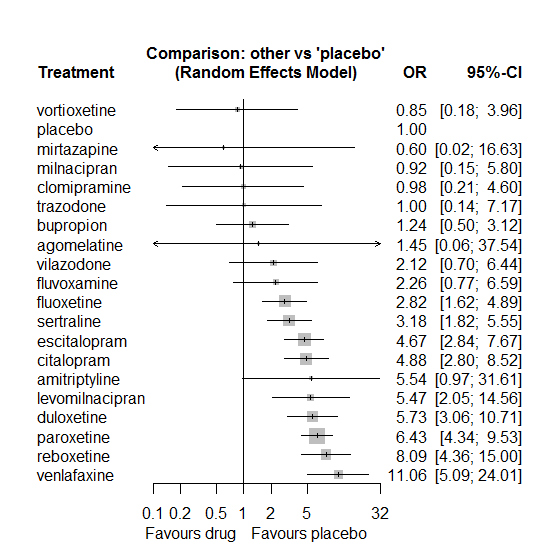 Comparison: other vs 'placebo'
Treatment (Random Effects Model) OR 95%-CI
vortioxetine 0.85 [0.18; 3.96]
placebo 1.00
mirtazapine 0.60 [0.02; 16.63]
milnacipran 0.92 [0.15; 5.80]
clomipramine 0.98 [0.21; 4.60]
trazodone 1.00 [0.14; 7.17]
bupropion 1.24 [0.50; 3.12]
agomelatine 1.45 [0.06; 37.54]
vilazodone 2.12 [0.70; 6.44]
fluvoxamine 2.26 [0.77; 6.59]
fluoxetine 2.82 [1.62; 4.89]
sertraline 3.18 [1.82; 5.55]
escitalopram 4.67 [2.84; 7.67]
citalopram 4.88 [2.80; 8.52]
amitriptyline 5.54 [0.97; 31.61]
levomilnacipran 5.47 [2.05; 14.56]
duloxetine 5.73 [3.06; 10.71]
paroxetine 6.43 [4.34; 9.53]
reboxetine 8.09 [4.36; 15.00]
venlafaxine 11.06 [5.09; 24.01]
0.1 0.2 0.5 1 2 5 32
Favours drug Favours placebo